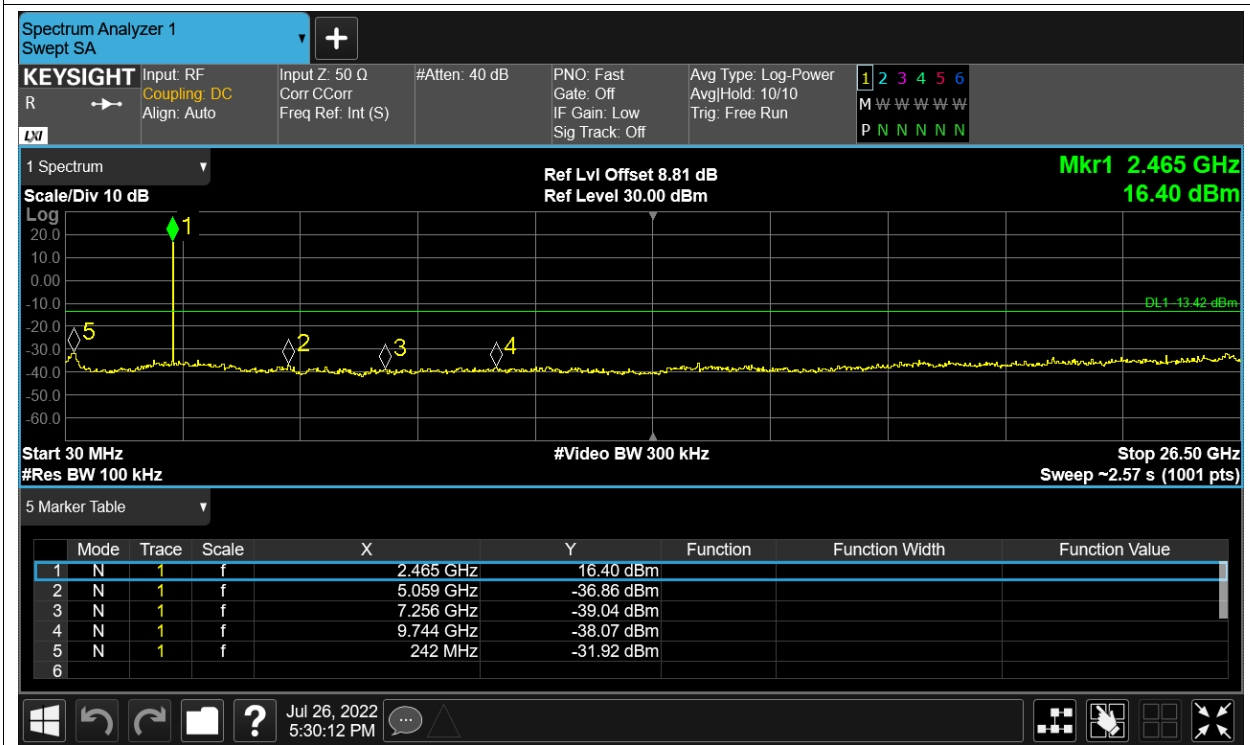 Spectrum Analyzer 1
Swept SA
KEYSIGHT
R
LXI
Input: RF
Coupling: DC
Align: Auto
Input Z: 50 Ω
Corr CCorr
Freq Ref: Int (S)
#Atten: 40 dB
PNO: Fast
Gate: Off
IF Gain: Low
Sig Track: Off
Avg Type: Log-Power
Avg|Hold: 10/10
Trig: Free Run
1 2 3 4 5 6
M W W W W W
P N N N N N
1 Spectrum
Scale/Div 10 dB
Ref Lvl Offset 8.81 dB
Ref Level 30.00 dBm
Mkr1 2.465 GHz
16.40 dBm
Log
20.0
10.0
0.00
-10.0
-20.0
-30.0
-40.0
-50.0
-60.0
1
5
2
3
4
DL1 -13.42 dBm
Start 30 MHz
#Video BW 300 kHz
Stop 26.50 GHz
#Res BW 100 kHz
Sweep ~2.57 s (1001 pts)
5 Marker Table
Mode Trace Scale X Y Function Function Width Function Value
1 N 1 f 2.465 GHz 16.40 dBm
2 N 1 f 5.059 GHz -36.86 dBm
3 N 1 f 7.256 GHz -39.04 dBm
4 N 1 f 9.744 GHz -38.07 dBm
5 N 1 f 242 MHz -31.92 dBm
6
?
Jul 26, 2022
5:30:12 PM